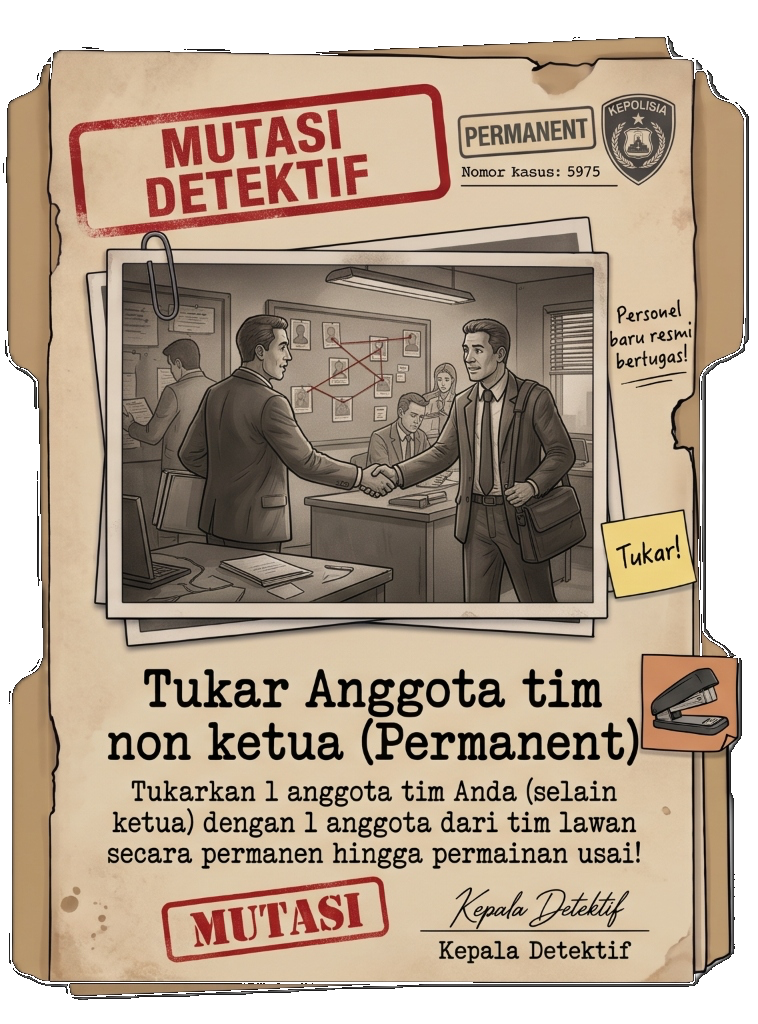 MUTASI
DETEKTIF
PERMANENT
KEPOLISIA
Nomor kasus: 5975
Personel
baru resmi
bertugas!
Tukar!
Tukar Anggota tim
non ketua (Permanent)
Tukarkan 1 anggota tim Anda (selain
ketua) dengan 1 anggota dari tim lawan
secara permanen hingga permainan usai!
MUTASI
Kepala Detektif
Kepala Detektif